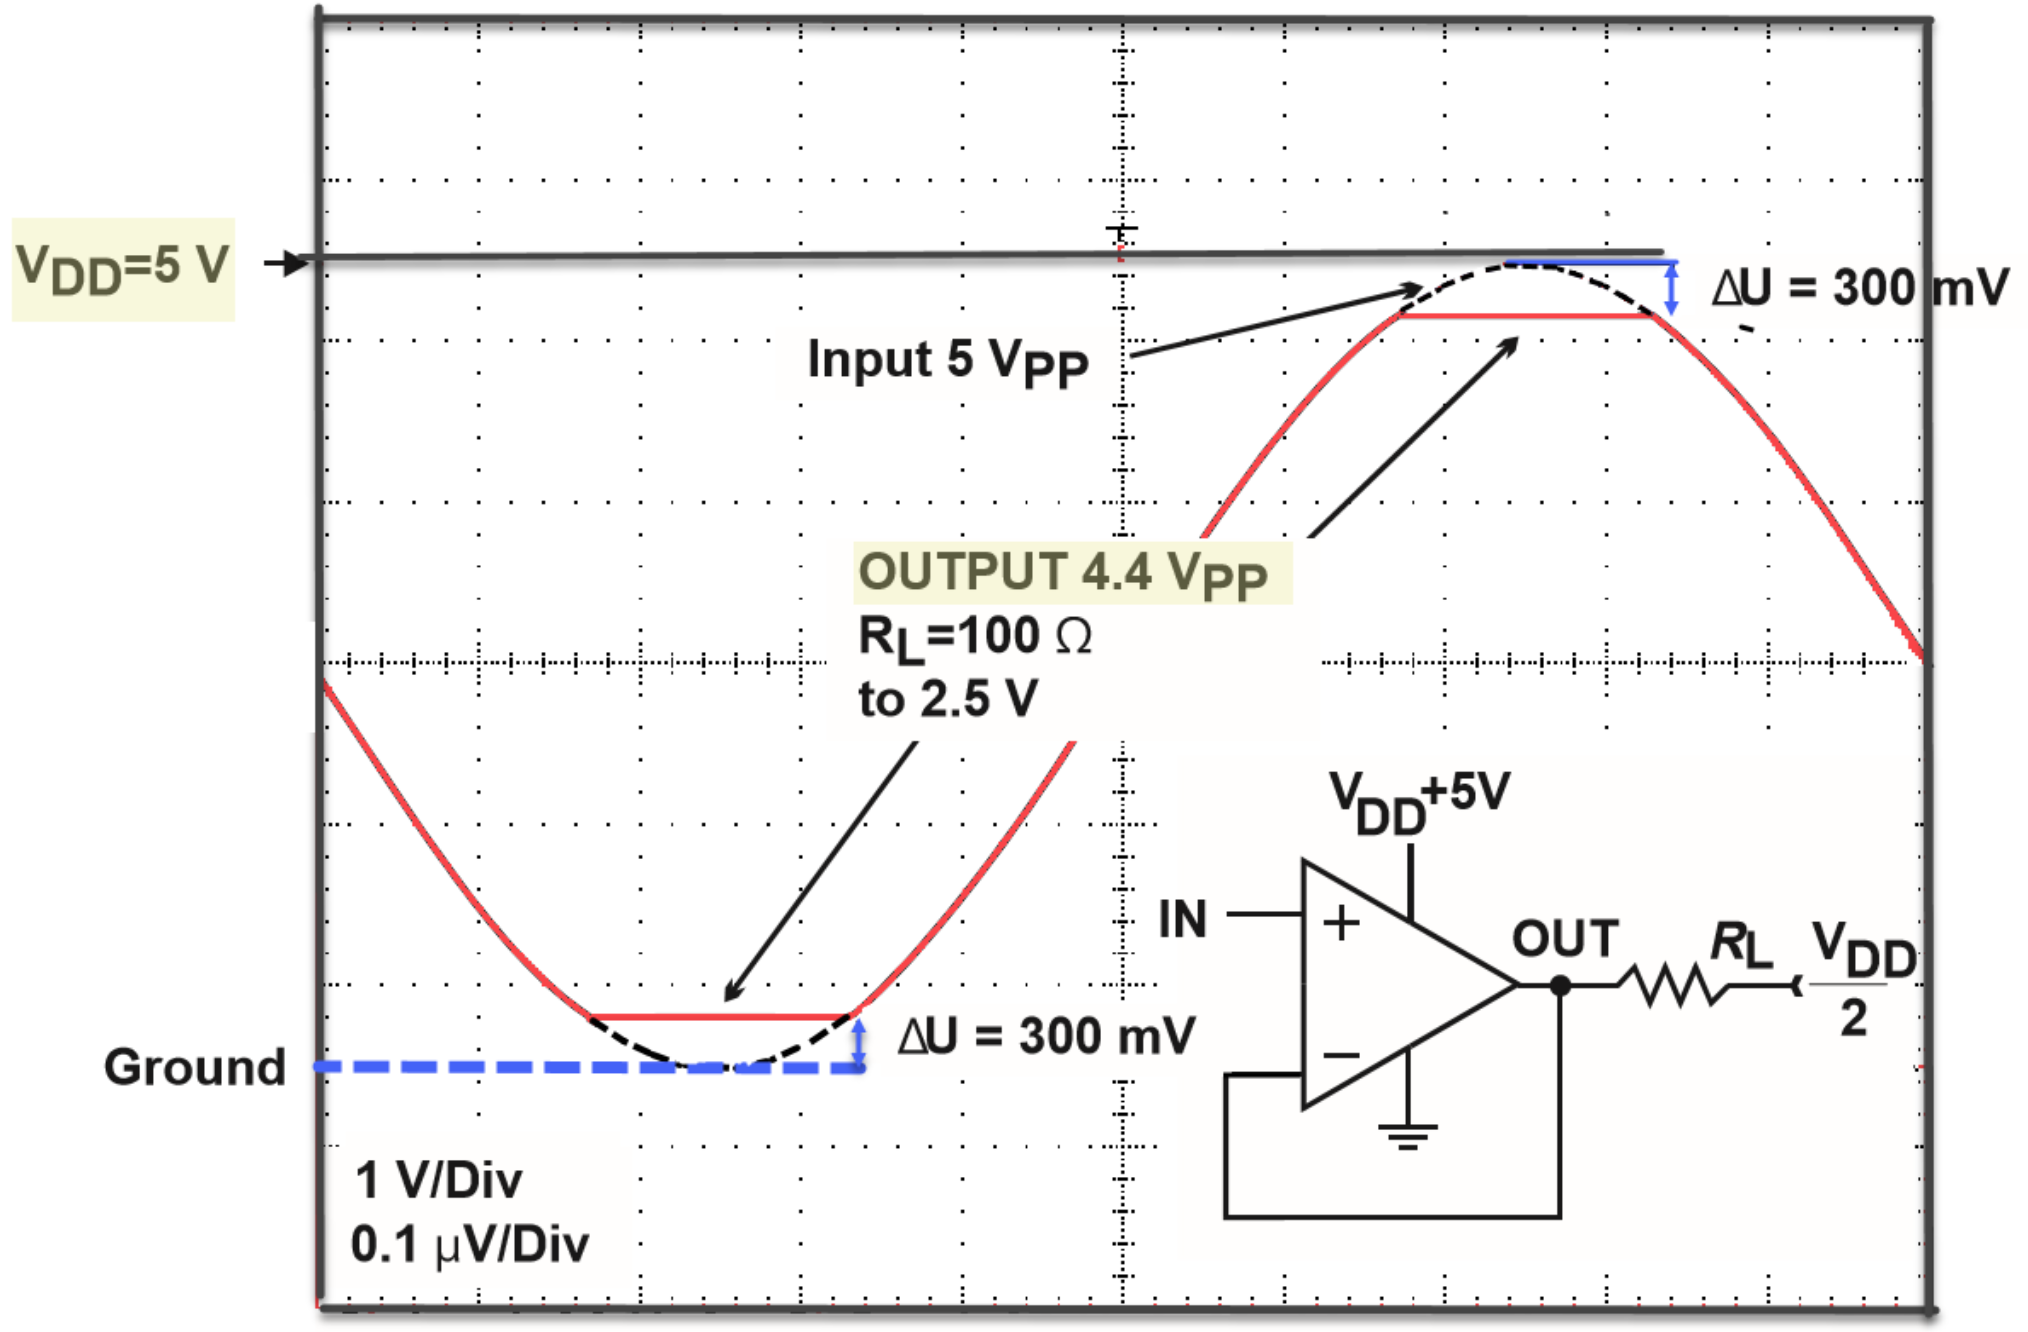 VDD=5 V
ΔU = 300 mV
Input 5 VPP
OUTPUT 4.4 VPP
RL=100 Ω
to 2.5 V
VDD+5V
IN
+
OUT
RL
VDD
2
−
ΔU = 300 mV
Ground
1 V/Div
0.1 μV/Div